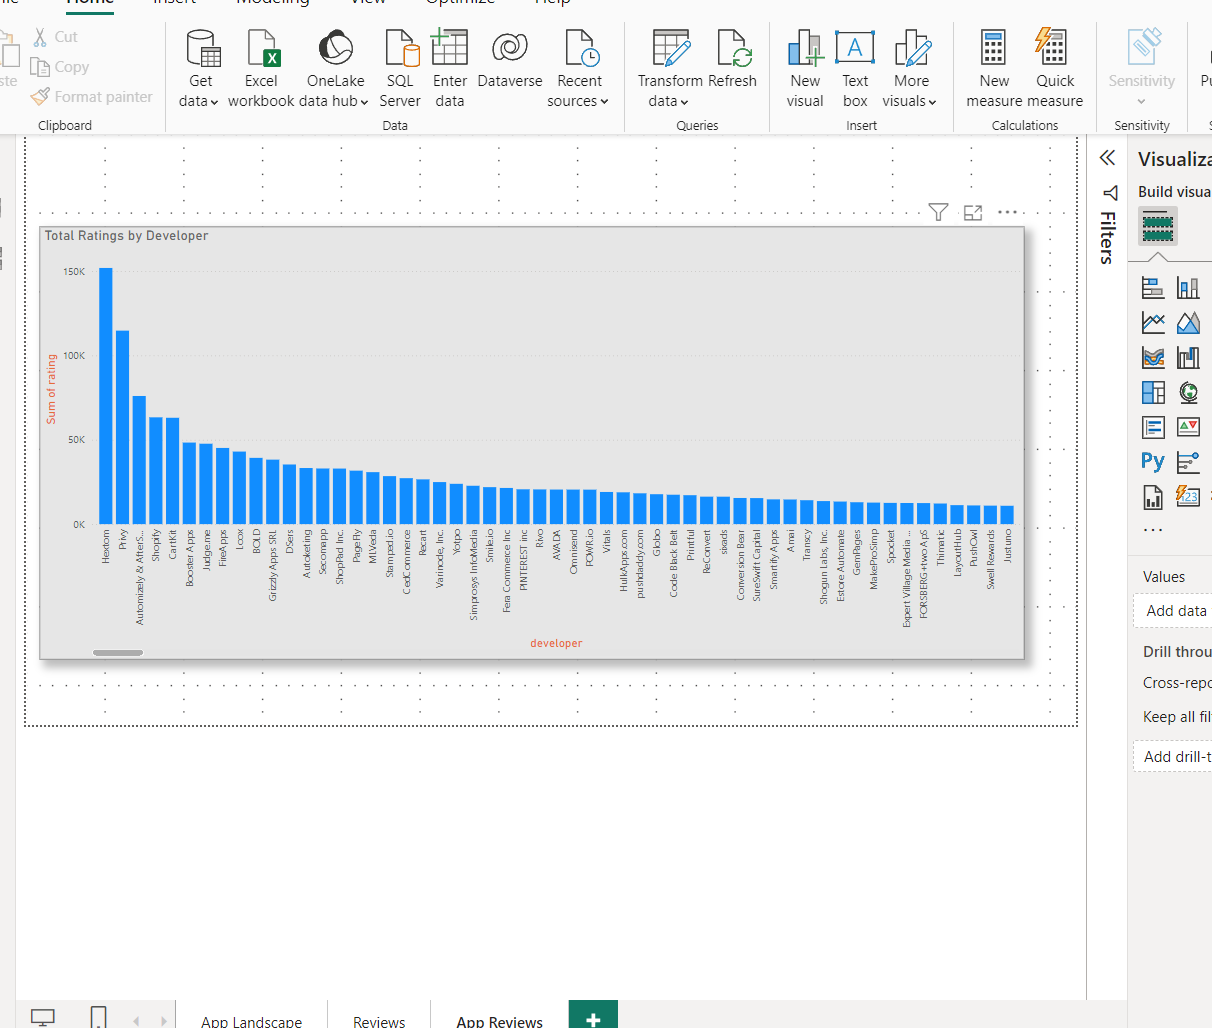 Home Insert Modeling View Optimize Help
Cut
Copy
Format painter
Clipboard
Get data
Excel workbook
OneLake data hub
SQL Server
Enter data
Dataverse
Recent sources
Data
Transform data
Refresh
Queries
New visual
Text box
More visuals
Insert
New measure
Quick measure
Calculations
Sensitivity
Sensitivity
Total Ratings by Developer
Sum of rating
150K
100K
50K
0K
Hextom
Privy
Automizely & AfterS...
Shopify
CartKit
Booster Apps
Judge.me
FireApps
Loox
BOLD
Grizzly Apps SRL
DSers
Autoketing
Secomapp
ShopPad Inc.
PageFly
MLVeda
Stamped.io
CedCommerce
Recart
Varinode, Inc.
Yotpo
Simprosys InfoMedia
Smile.io
Fera Commerce Inc
PINTEREST inc
Rivo
AVADA
Omnisend
POWR.io
Vitals
HulkApps.com
pushdaddy.com
Globo
Code Black Belt
Printful
ReConvert
sixads
Conversion Bear
SureSwift Capital
Smartify Apps
Amai
Transcy
Shogun Labs, Inc.
Estore Automate
GemPages
MakeProSimp
Spocket
Expert Village Media ...
FORSBERG+two ApS
Thimatic
LayoutHub
PushOwl
Swell Rewards
Justuno
developer
Filters
Visualiza
Build visua
Py
123
Values
Add data
Drill throu
Cross-repo
Keep all fil
Add drill-t
App Landscape
Reviews
App Reviews
+